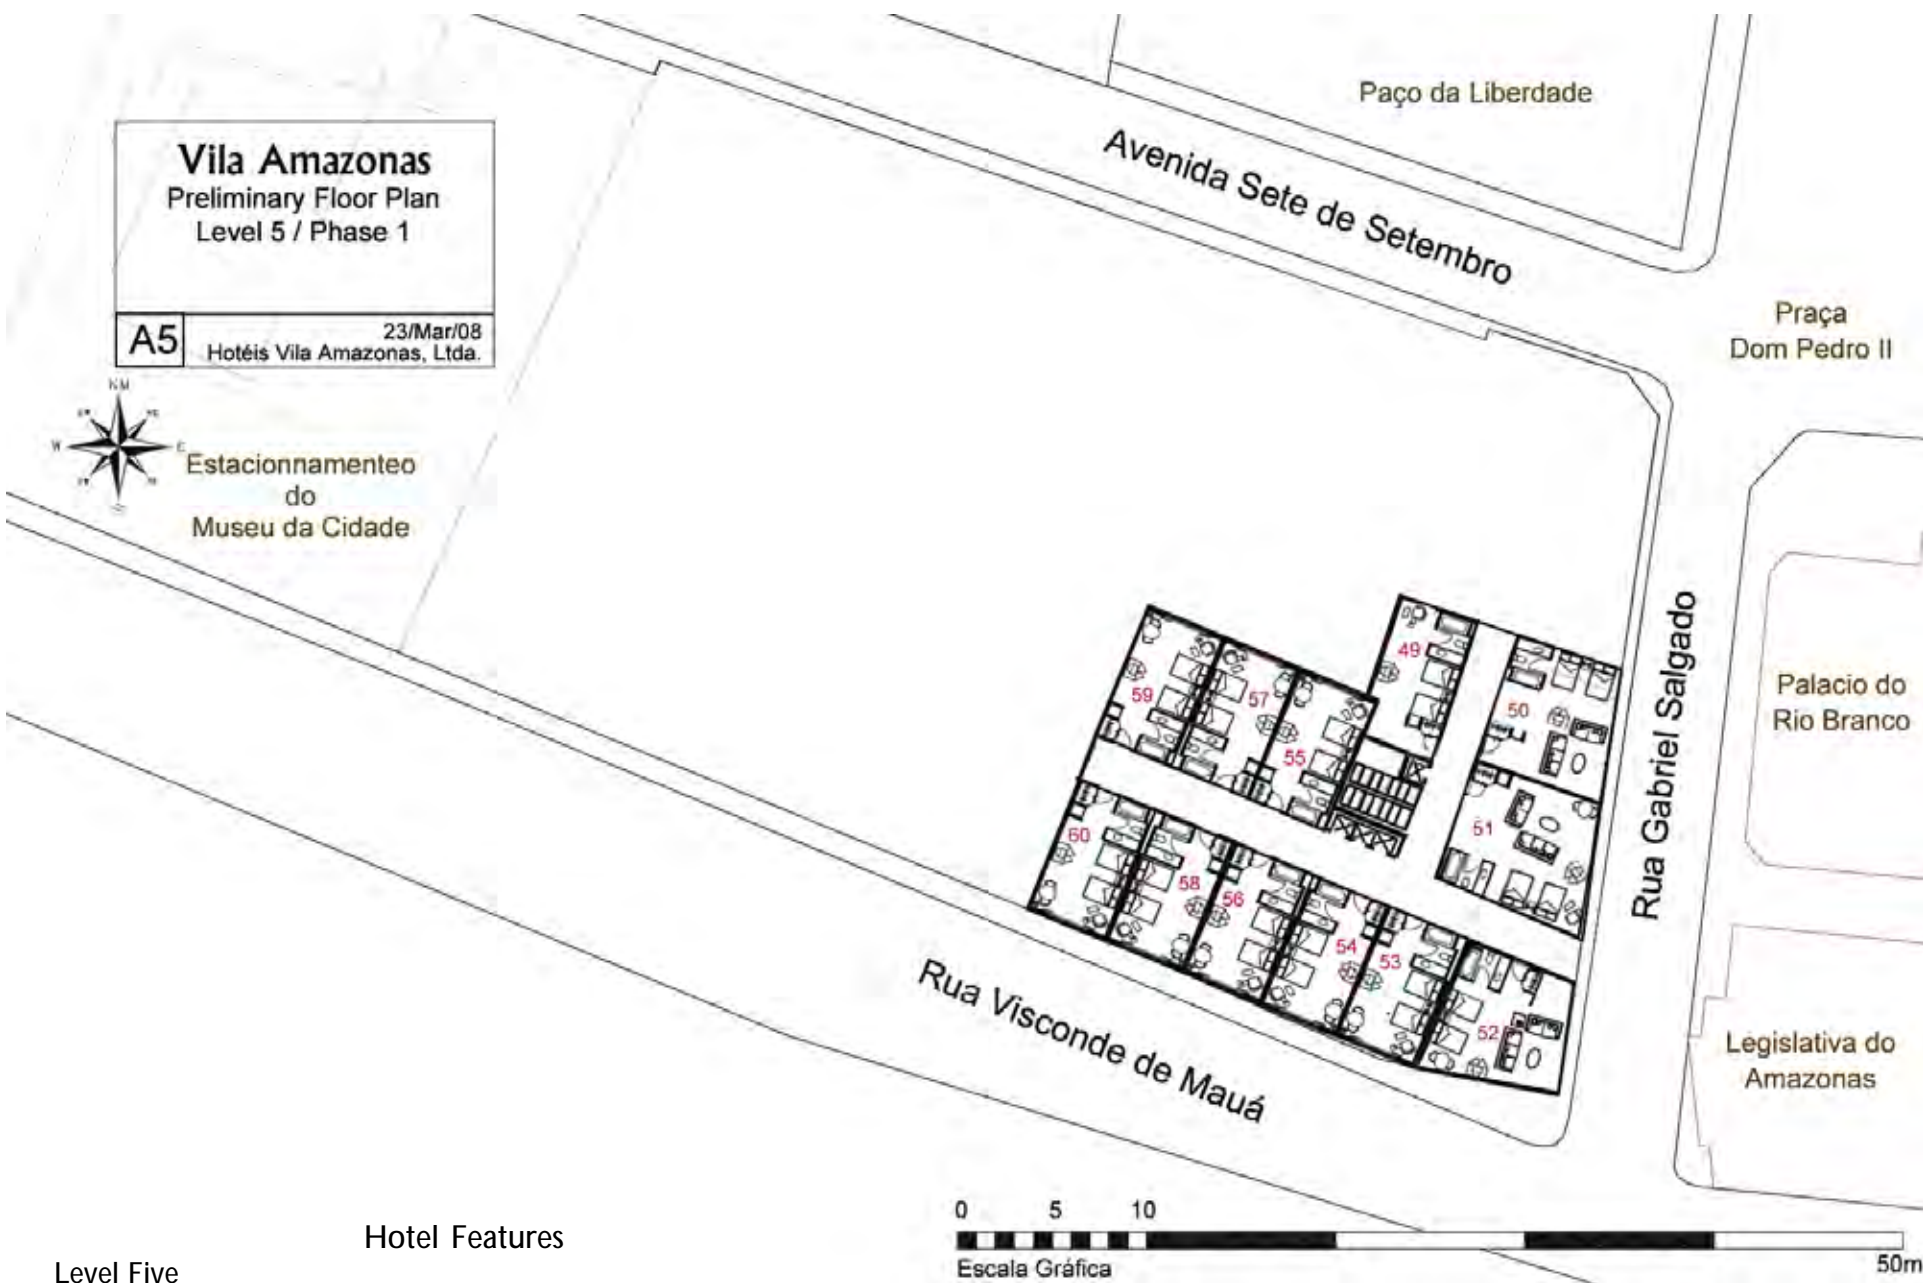 Vila Amazonas
Preliminary Floor Plan
Level 5 / Phase 1
A5
23/Mar/08
Hotéis Vila Amazonas, Ltda.
Estacionnamenteo
do
Museu da Cidade
Paço da Liberdade
Avenida Sete de Setembro
Praça
Dom Pedro II
Palacio do
Rio Branco
Rua Gabriel Salgado
Legislativa do
Amazonas
Rua Visconde de Mauá
49
50
51
52
53
54
55
56
57
58
59
60
0 5 10
50m
Escala Gráfica
Hotel Features
Level Five